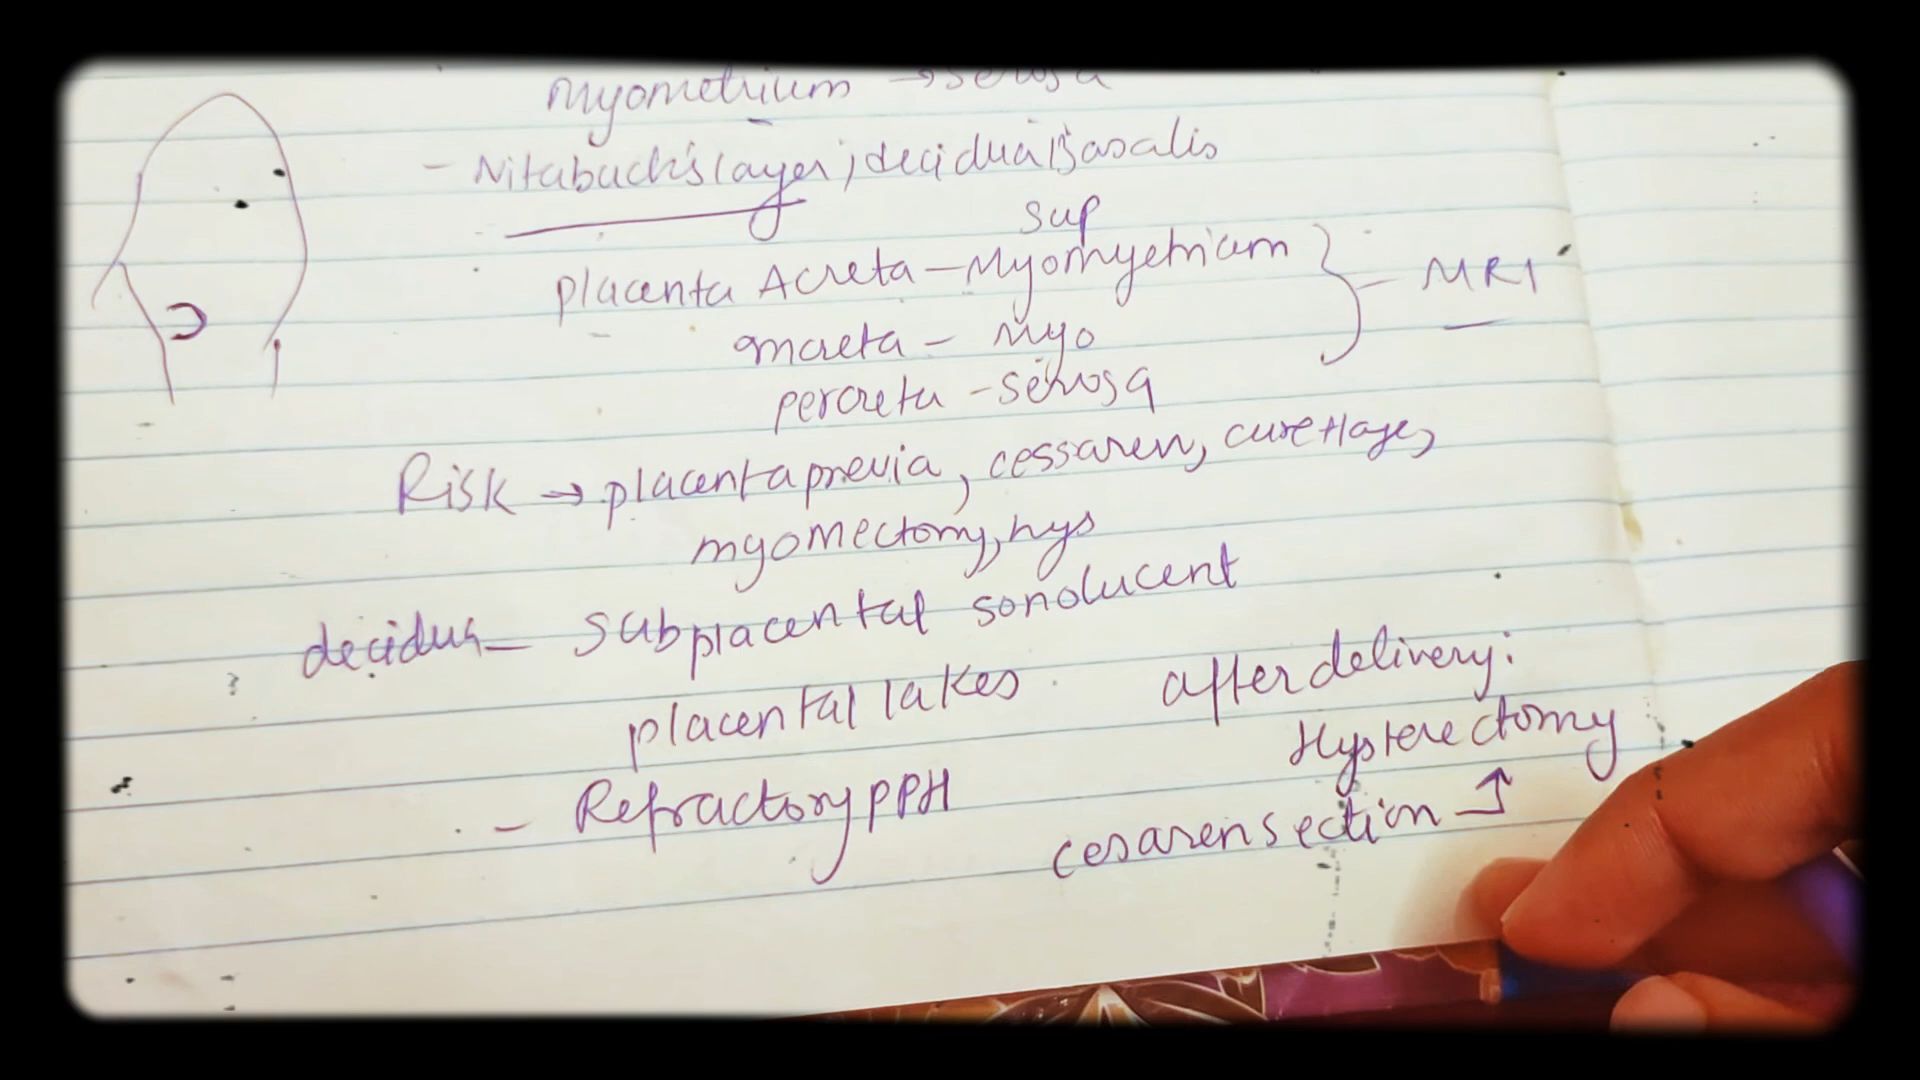 myometrium → serosa
- Nitabuch's layer; decidua Basalis
sup
placenta Acreta - Myomyetrium } - MRI
increta - Myo
percreta - serosa
Risk → placenta previa, cessaren, curettage,
myomectomy, hys
decidua - subplacental sonolucent
placental lakes
- Refractory PPH
after delivery:
Hysterectomy
cesaren section ↑